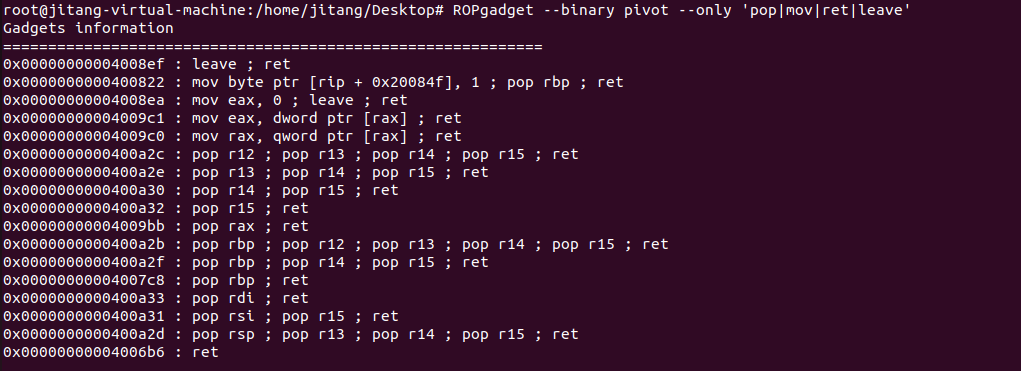 root@jitang-virtual-machine:/home/jitang/Desktop# ROPgadget --binary pivot --only 'pop|mov|ret|leave'
Gadgets information
============================================================
0x00000000004008ef : leave ; ret
0x0000000000400822 : mov byte ptr [rip + 0x20084f], 1 ; pop rbp ; ret
0x00000000004008ea : mov eax, 0 ; leave ; ret
0x00000000004009c1 : mov eax, dword ptr [rax] ; ret
0x00000000004009c0 : mov rax, qword ptr [rax] ; ret
0x0000000000400a2c : pop r12 ; pop r13 ; pop r14 ; pop r15 ; ret
0x0000000000400a2e : pop r13 ; pop r14 ; pop r15 ; ret
0x0000000000400a30 : pop r14 ; pop r15 ; ret
0x0000000000400a32 : pop r15 ; ret
0x00000000004009bb : pop rax ; ret
0x0000000000400a2b : pop rbp ; pop r12 ; pop r13 ; pop r14 ; pop r15 ; ret
0x0000000000400a2f : pop rbp ; pop r14 ; pop r15 ; ret
0x00000000004007c8 : pop rbp ; ret
0x0000000000400a33 : pop rdi ; ret
0x0000000000400a31 : pop rsi ; pop r15 ; ret
0x0000000000400a2d : pop rsp ; pop r13 ; pop r14 ; pop r15 ; ret
0x00000000004006b6 : ret